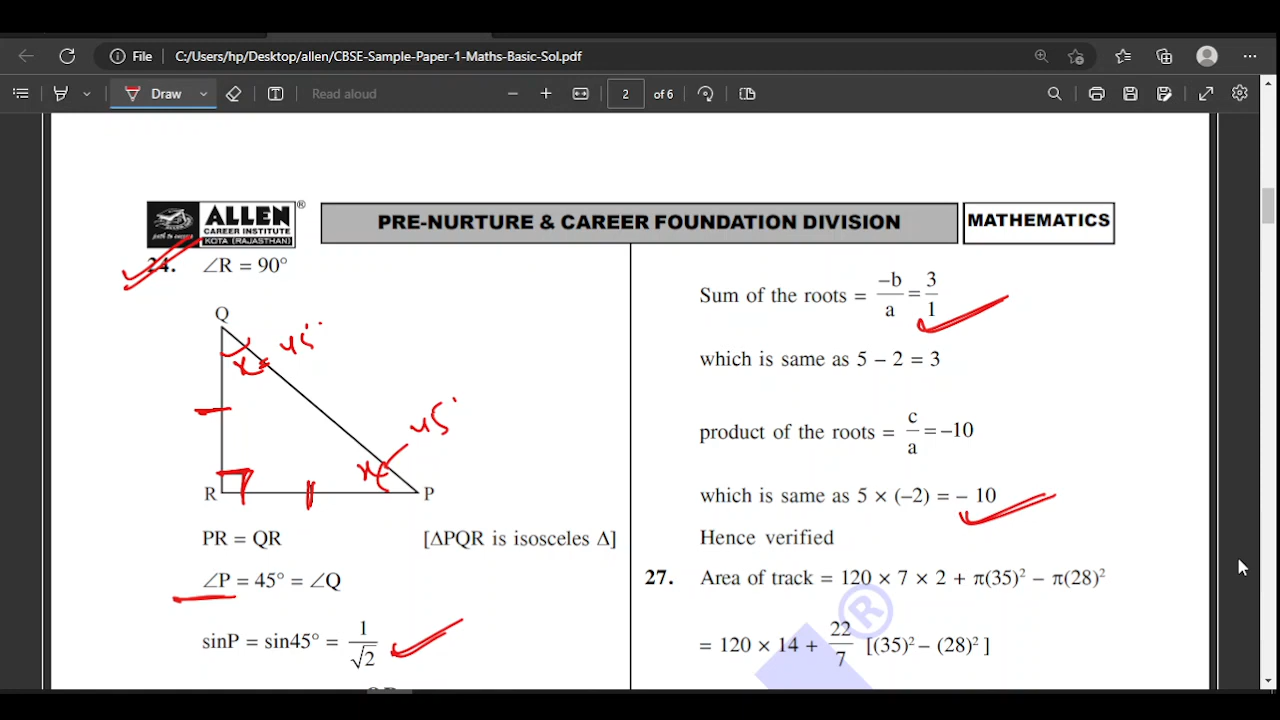 File C:/Users/hp/Desktop/allen/CBSE-Sample-Paper-1-Maths-Basic-Sol.pdf
Draw Read aloud 2 of 6
ALLEN®
CAREER INSTITUTE
KOTA (RAJASTHAN)
PRE-NURTURE & CAREER FOUNDATION DIVISION
MATHEMATICS
24. ∠R = 90°
Q
x 45°
45°
x
R P
PR = QR [ΔPQR is isosceles Δ]
∠P = 45° = ∠Q
sinP = sin45° = 1/√2
Sum of the roots = –b/a = 3/1
which is same as 5 – 2 = 3
product of the roots = c/a = –10
which is same as 5 × (–2) = – 10
Hence verified
27. Area of track = 120 × 7 × 2 + π(35)² – π(28)²
= 120 × 14 + 22/7 [(35)² – (28)² ]
®